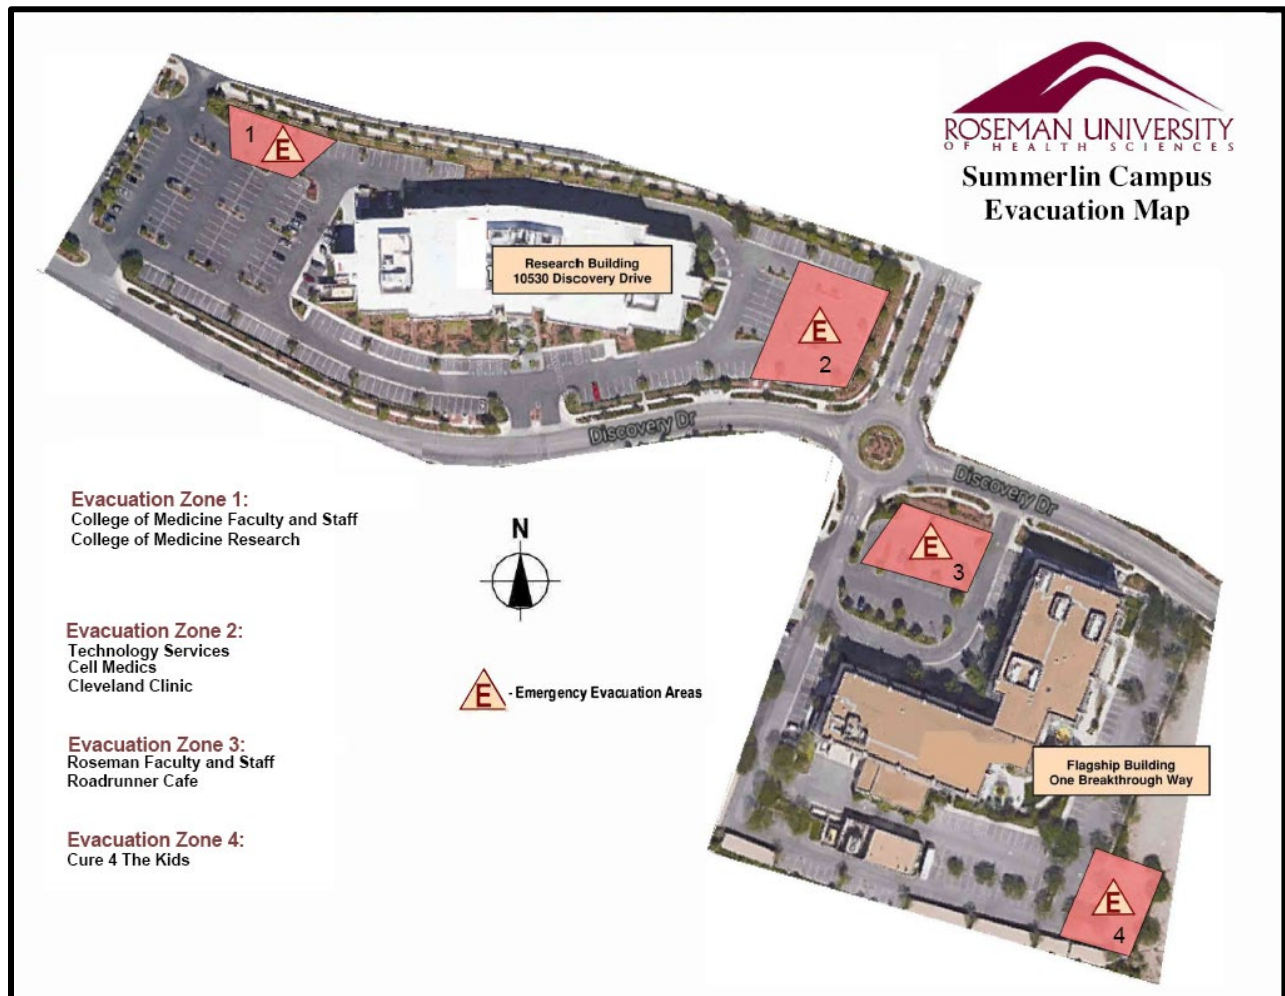 ROSEMAN UNIVERSITY
OF HEALTH SCIENCES
Summerlin Campus
Evacuation Map
1
E
Research Building
10530 Discovery Drive
E
2
Discovery Dr
Discovery Dr
E
3
Evacuation Zone 1:
College of Medicine Faculty and Staff
College of Medicine Research
N
Evacuation Zone 2:
Technology Services
Cell Medics
Cleveland Clinic
E - Emergency Evacuation Areas
Evacuation Zone 3:
Roseman Faculty and Staff
Roadrunner Cafe
Flagship Building
One Breakthrough Way
Evacuation Zone 4:
Cure 4 The Kids
E
4